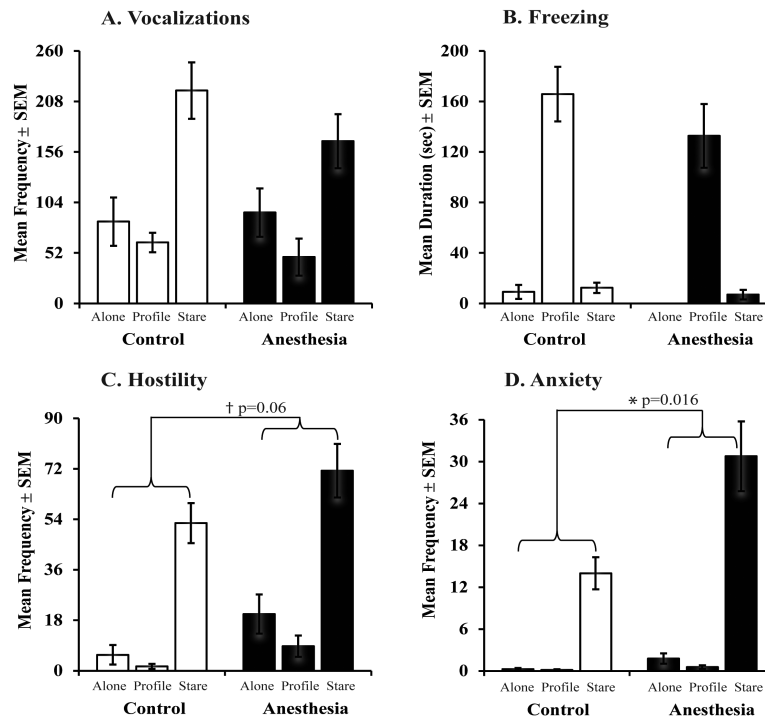 A. Vocalizations
Mean Frequency ± SEM
260
208
156
104
52
0
Alone Profile Stare Alone Profile Stare
Control Anesthesia
B. Freezing
Mean Duration (sec) ± SEM
200
160
120
80
40
0
Alone Profile Stare Alone Profile Stare
Control Anesthesia
C. Hostility
† p=0.06
Mean Frequency ± SEM
90
72
54
36
18
0
Alone Profile Stare Alone Profile Stare
Control Anesthesia
D. Anxiety
* p=0.016
Mean Frequency ± SEM
36
30
24
18
12
6
0
Alone Profile Stare Alone Profile Stare
Control Anesthesia